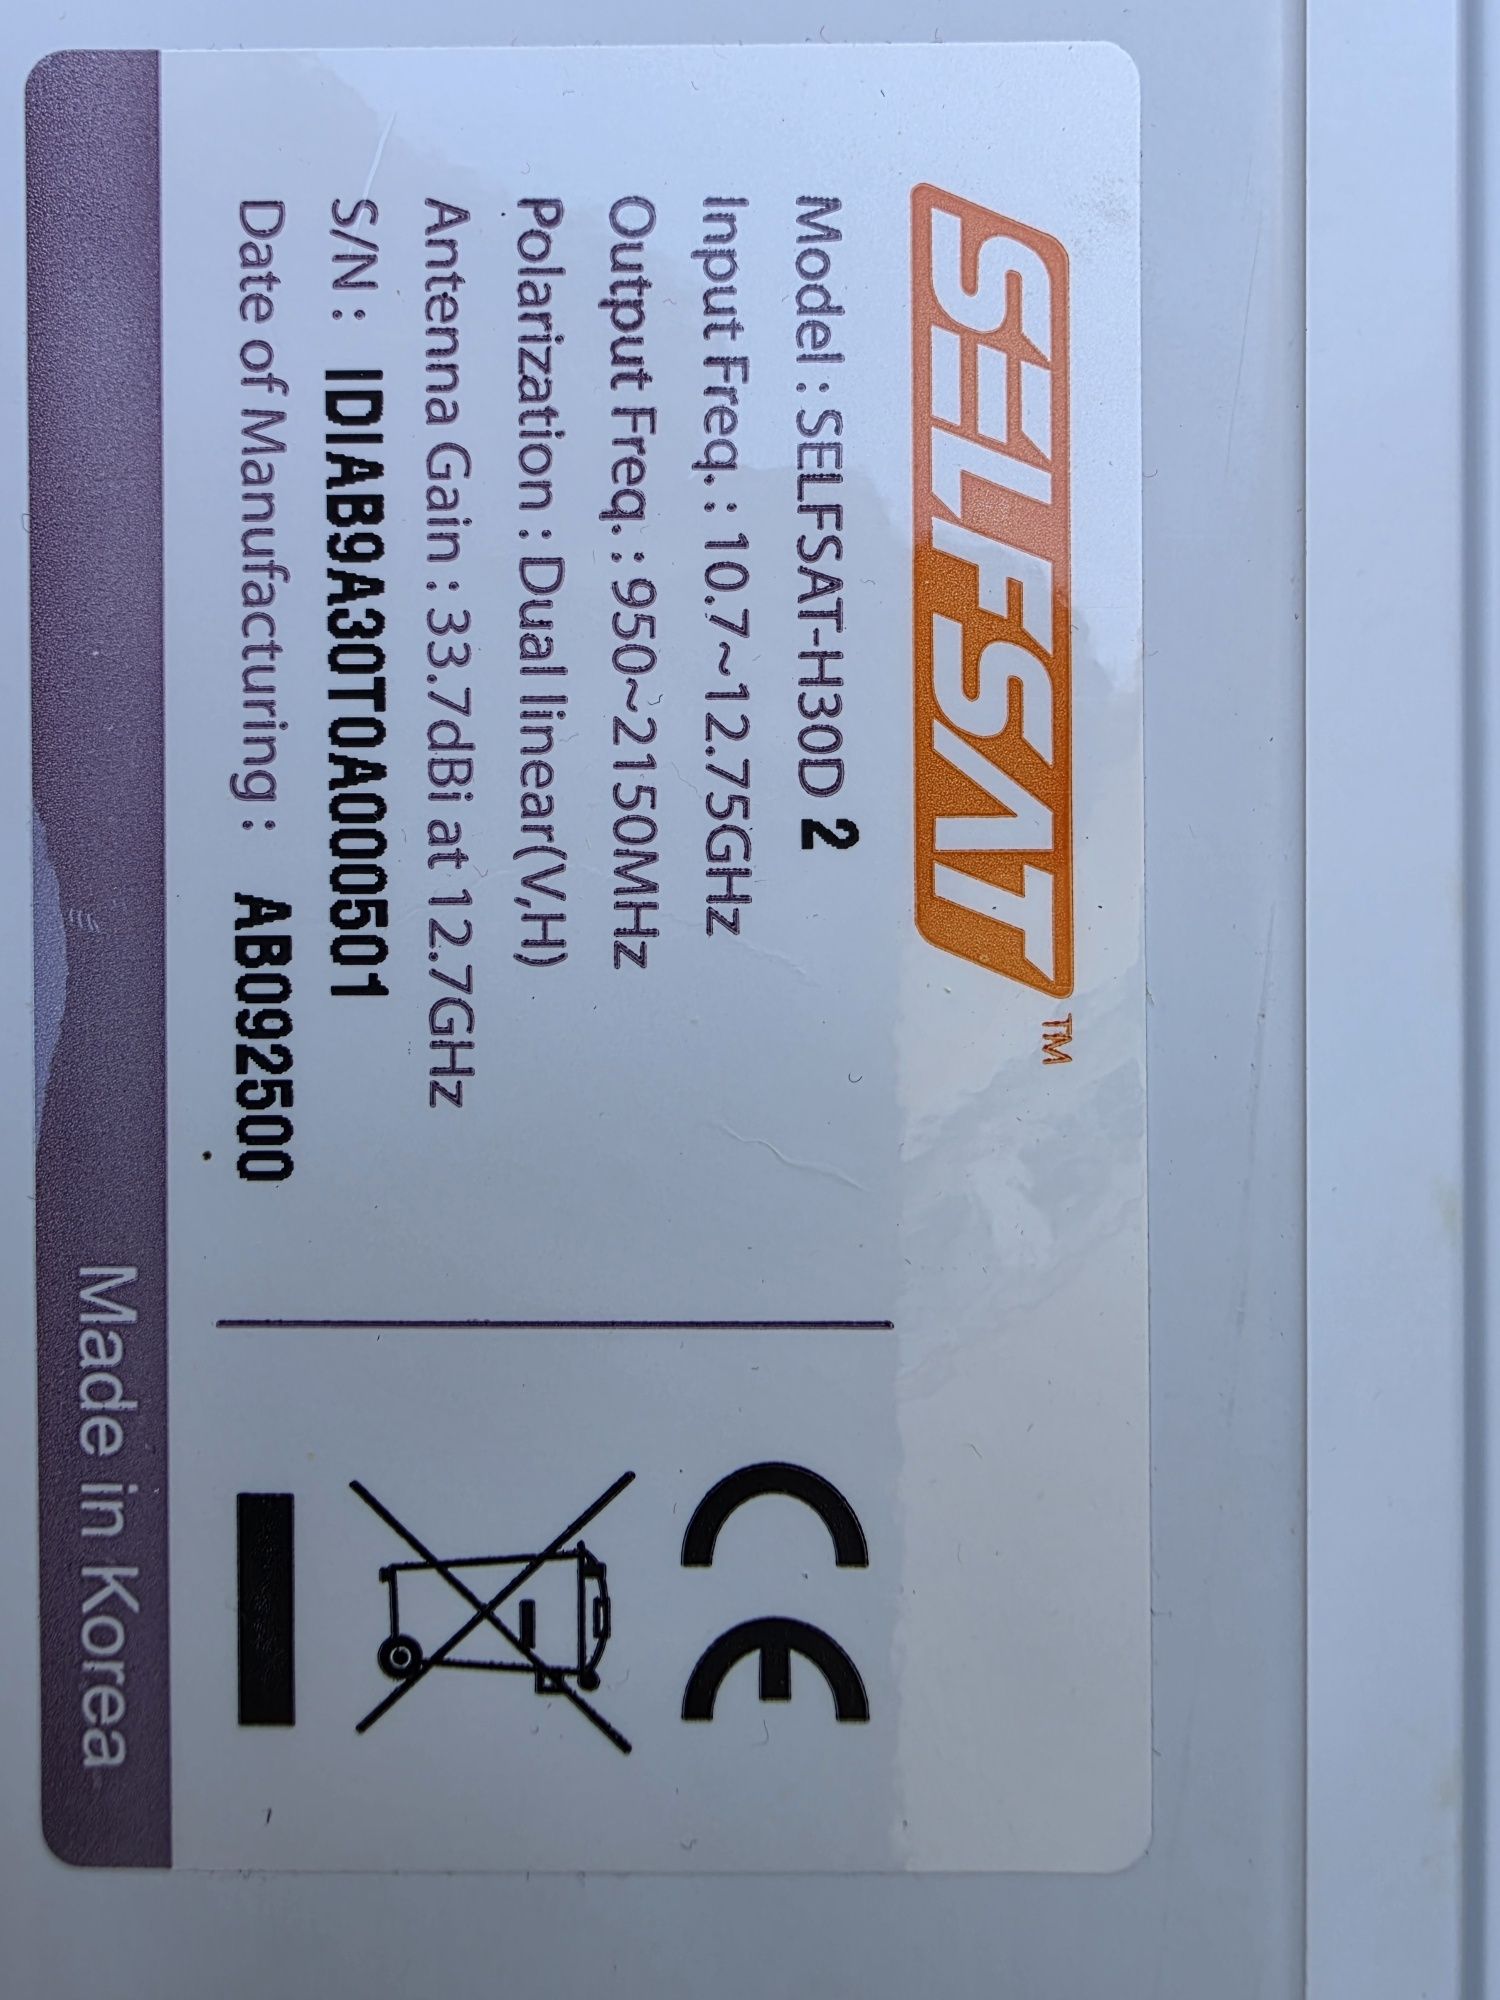 SELFSAT™
Model : SELFSAT-H30D 2
Input Freq. : 10.7~12.75GHz
Output Freq. : 950~2150MHz
Polarization : Dual linear(V,H)
Antenna Gain : 33.7dBi at 12.7GHz
S/N : IDIAB9A30T0A000501
Date of Manufacturing : AB092500
CE
Made in Korea